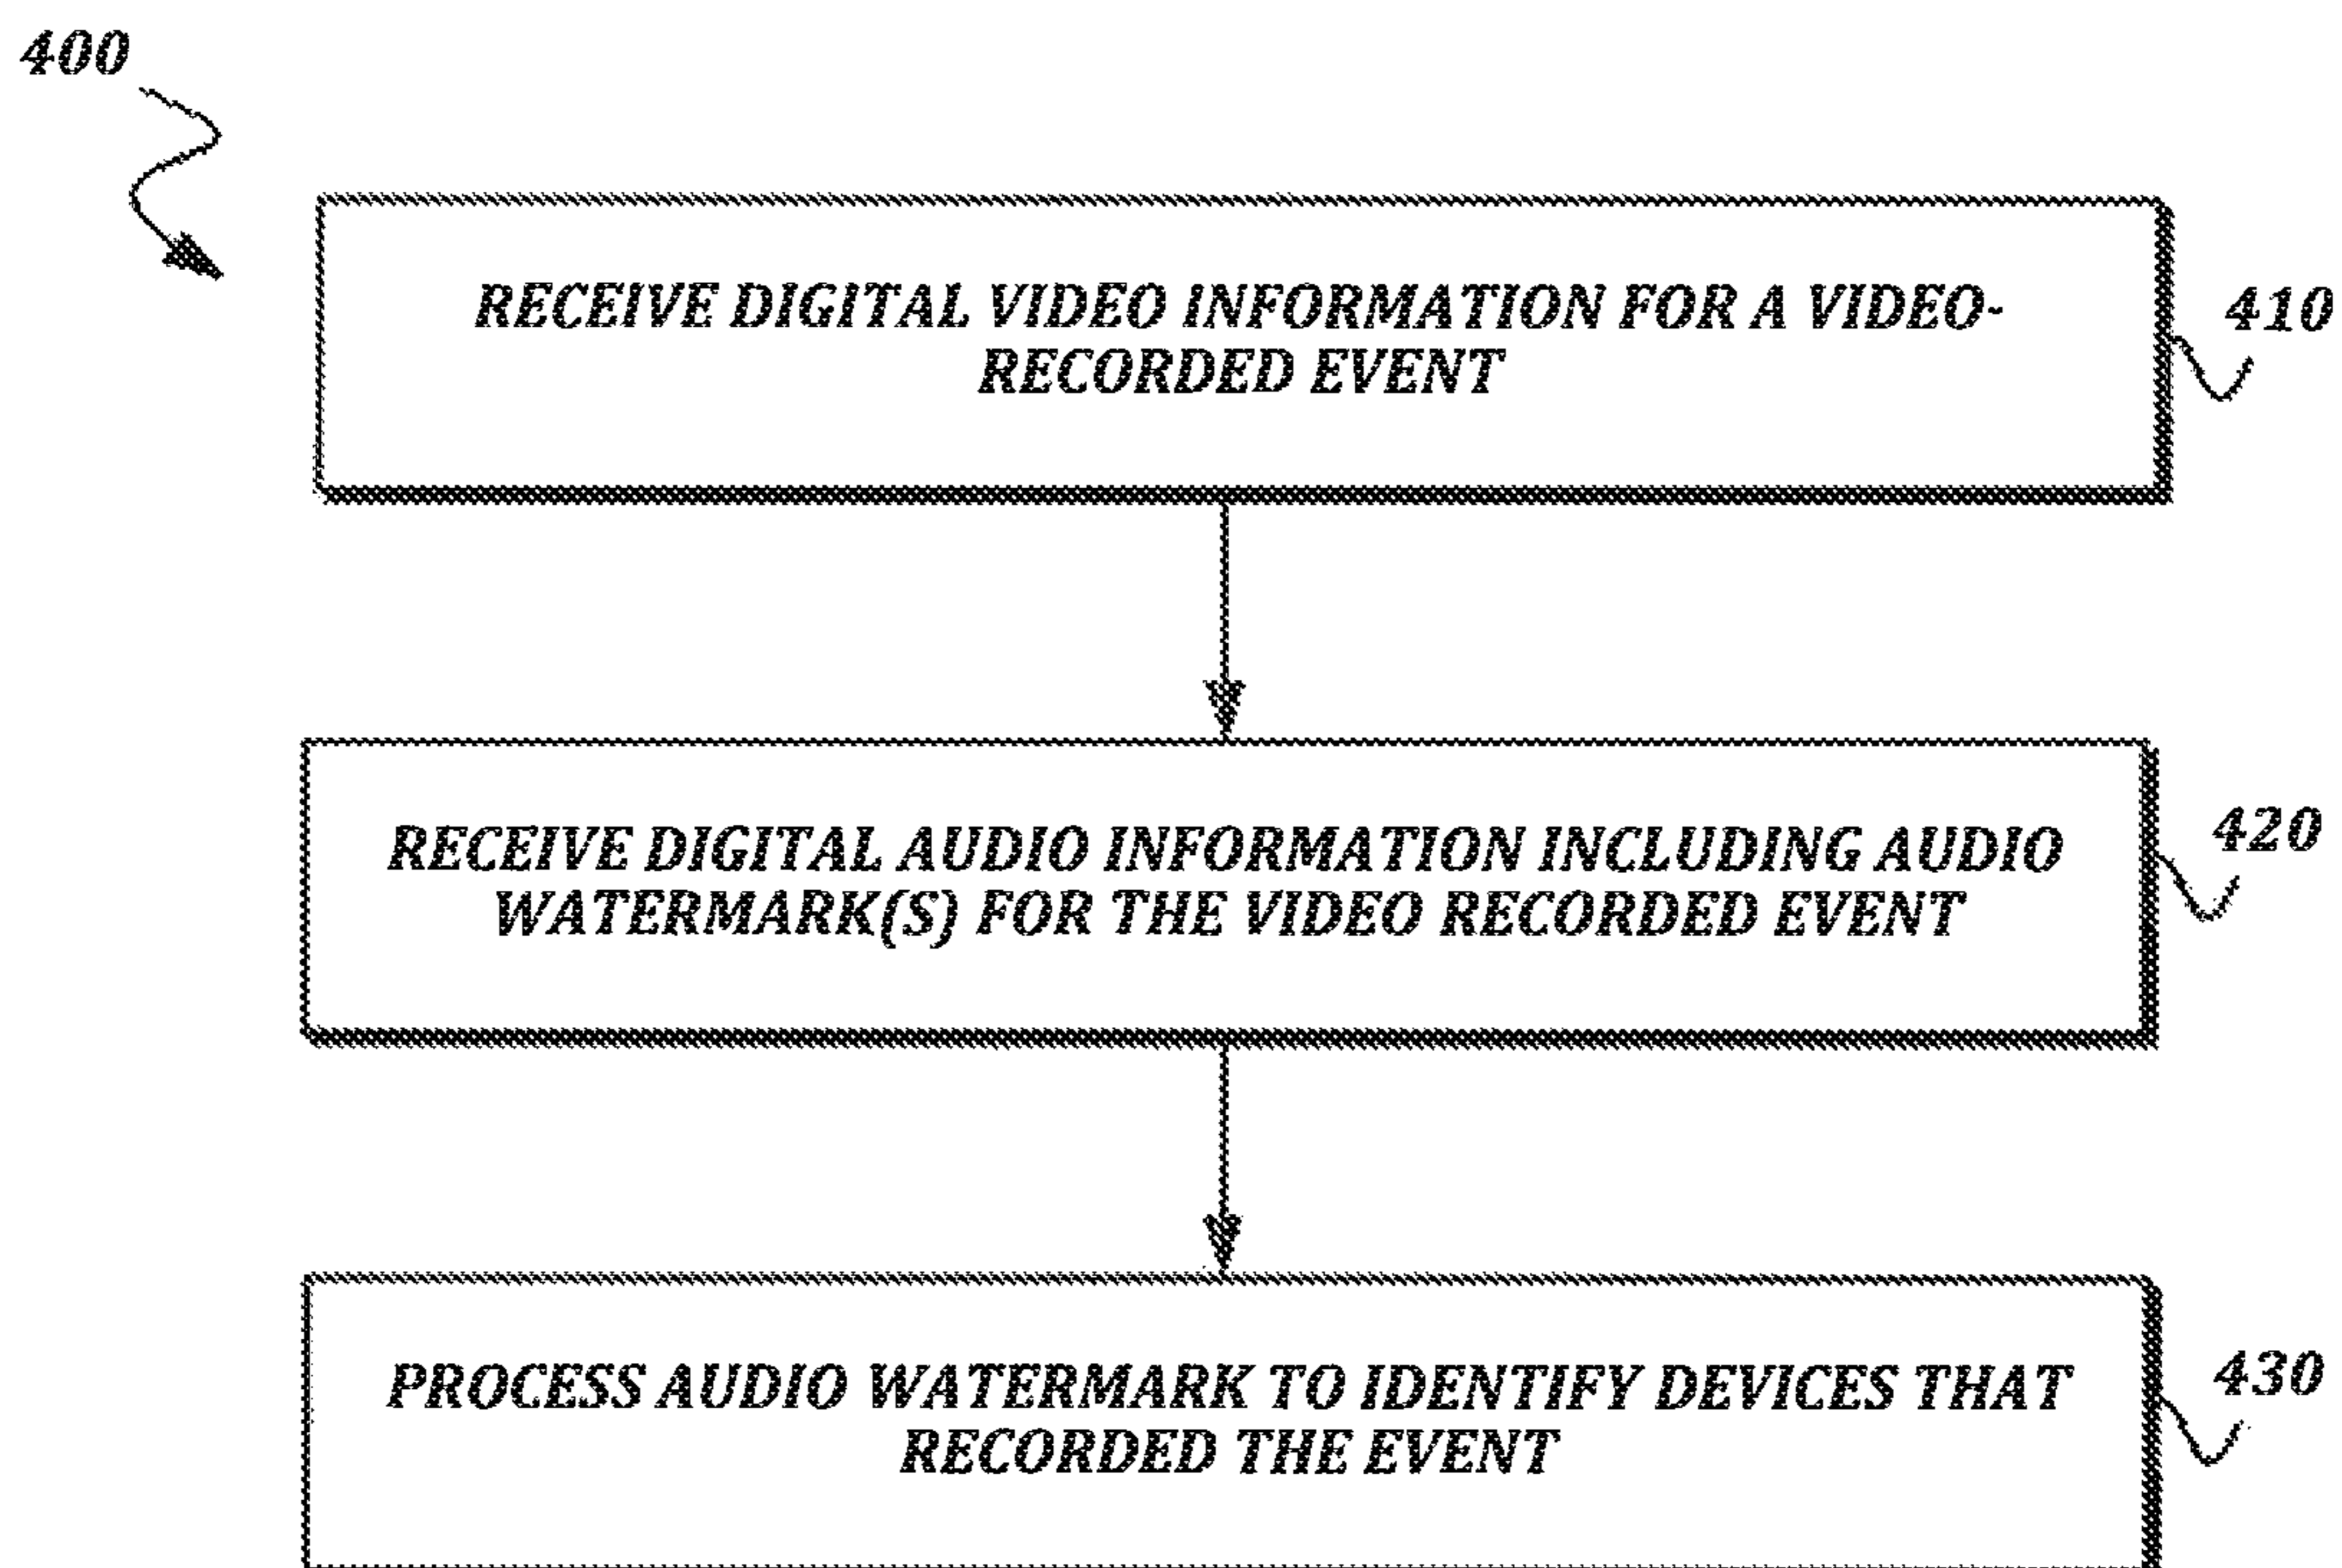 400
RECEIVE DIGITAL VIDEO INFORMATION FOR A VIDEO-
RECORDED EVENT
410
RECEIVE DIGITAL AUDIO INFORMATION INCLUDING AUDIO
WATERMARK(S) FOR THE VIDEO RECORDED EVENT
420
PROCESS AUDIO WATERMARK TO IDENTIFY DEVICES THAT
RECORDED THE EVENT
430